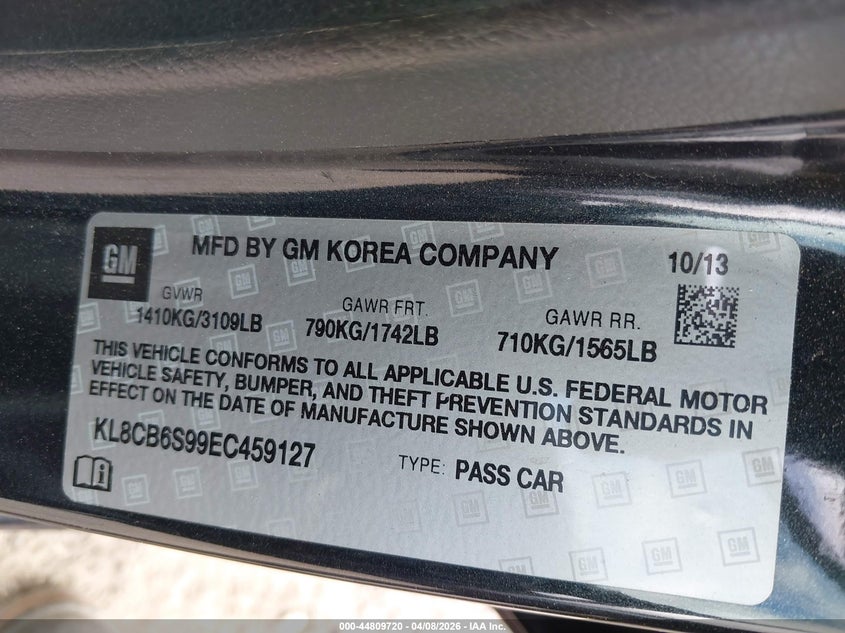 GM MFD BY GM KOREA COMPANY 10/13
GVWR GAWR FRT. GAWR RR.
1410KG/3109LB 790KG/1742LB 710KG/1565LB
THIS VEHICLE CONFORMS TO ALL APPLICABLE U.S. FEDERAL MOTOR
VEHICLE SAFETY, BUMPER, AND THEFT PREVENTION STANDARDS IN
EFFECT ON THE DATE OF MANUFACTURE SHOWN ABOVE.
KL8CB6S99EC459127 TYPE: PASS CAR
000-44809720 - 04/08/2026 - IAA Inc.